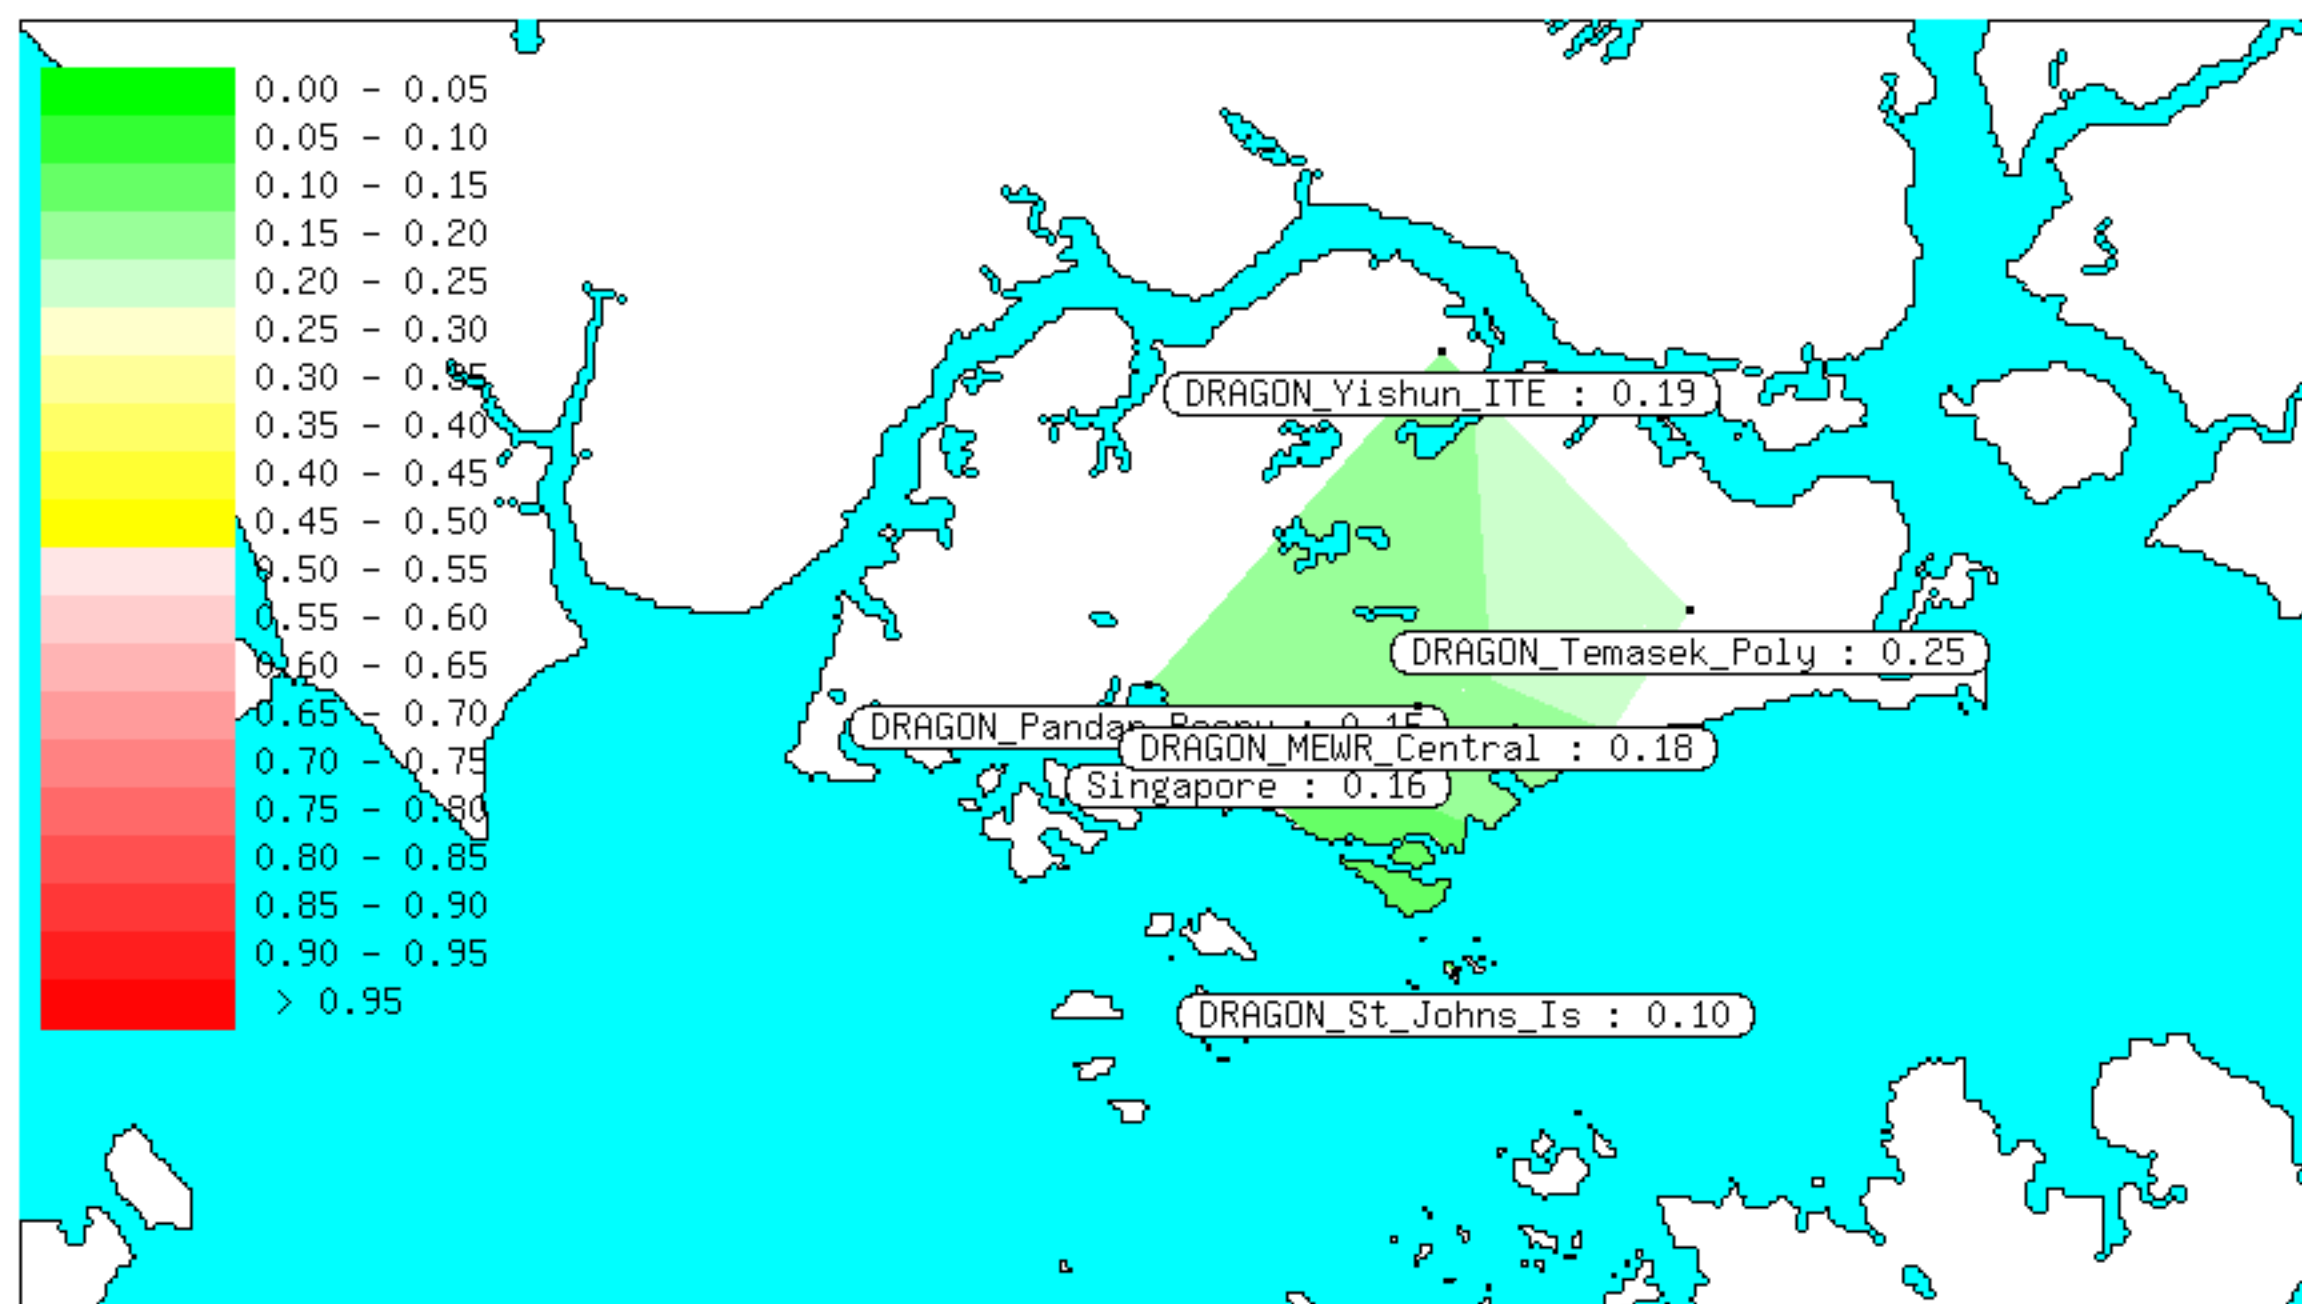 0.00 - 0.05
0.05 - 0.10
0.10 - 0.15
0.15 - 0.20
0.20 - 0.25
0.25 - 0.30
0.30 - 0.35
0.35 - 0.40
0.40 - 0.45
0.45 - 0.50
0.50 - 0.55
0.55 - 0.60
0.60 - 0.65
0.65 - 0.70
0.70 - 0.75
0.75 - 0.80
0.80 - 0.85
0.85 - 0.90
0.90 - 0.95
> 0.95
DRAGON_Yishun_ITE : 0.19
DRAGON_Temasek_Poly : 0.25
: 0.15
DRAGON_MEWR_Central : 0.18
Singapore : 0.16
DRAGON_St_Johns_Is : 0.10